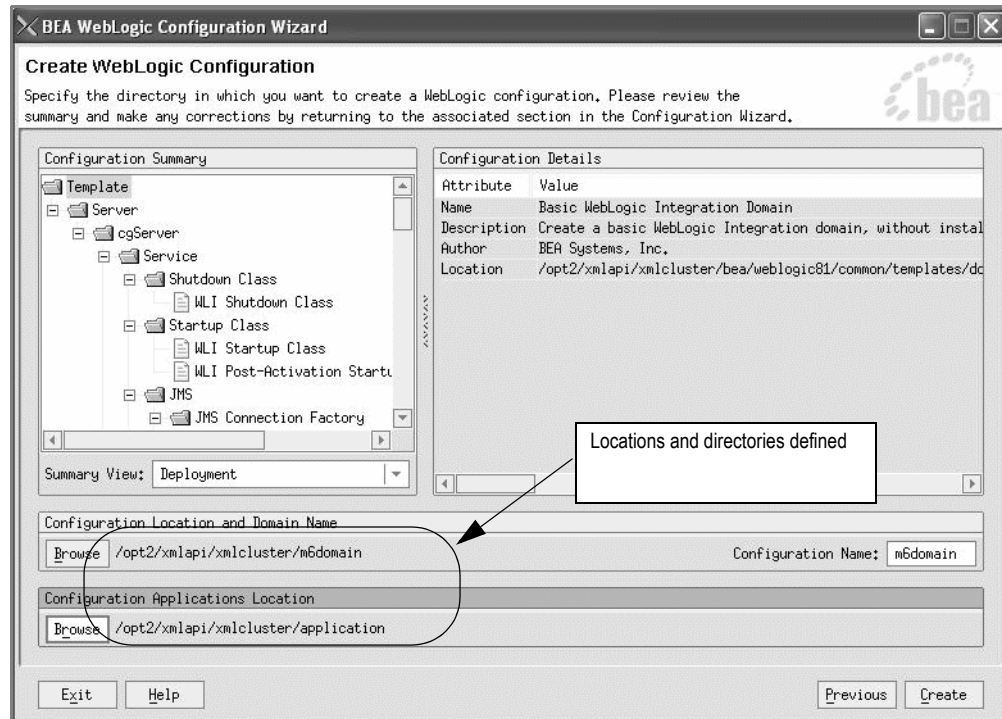 BEA WebLogic Configuration Wizard
Create WebLogic Configuration
Specify the directory in which you want to create a WebLogic configuration. Please review the
summary and make any corrections by returning to the associated section in the Configuration Wizard.
bea
Configuration Summary
Template
Server
cgServer
Service
Shutdown Class
WLI Shutdown Class
Startup Class
WLI Startup Class
WLI Post-Activation Startu
JMS
JMS Connection Factory
Summary View: Deployment
Configuration Details
Attribute Value
Name Basic WebLogic Integration Domain
Description Create a basic WebLogic Integration domain, without instal
Author BEA Systems, Inc.
Location /opt2/xmlapi/xmlcluster/bea/weblogic81/common/templates/do
Locations and directories defined
Configuration Location and Domain Name
Browse /opt2/xmlapi/xmlcluster/m6domain Configuration Name: m6domain
Configuration Applications Location
Browse /opt2/xmlapi/xmlcluster/application
Exit Help Previous Create